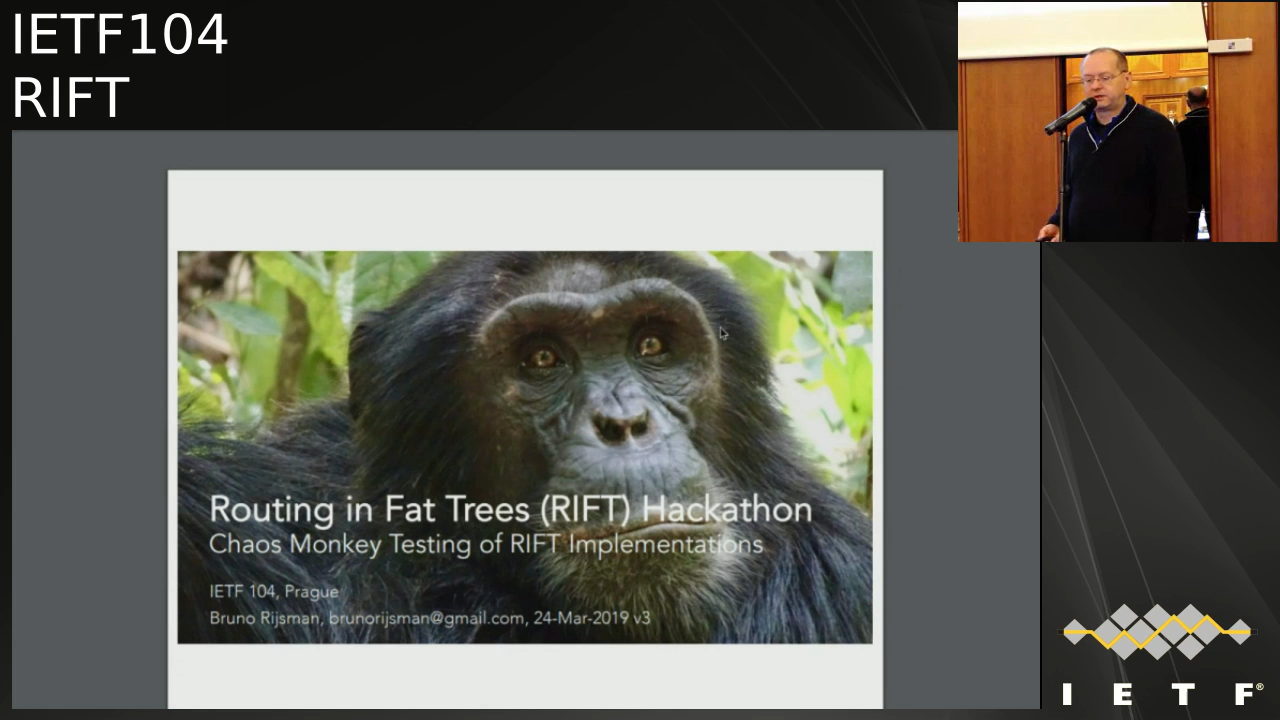 IETF104
RIFT
Routing in Fat Trees (RIFT) Hackathon
Chaos Monkey Testing of RIFT Implementations
IETF 104, Prague
Bruno Rijsman, brunorijsman@gmail.com, 24-Mar-2019 v3
I E T F®